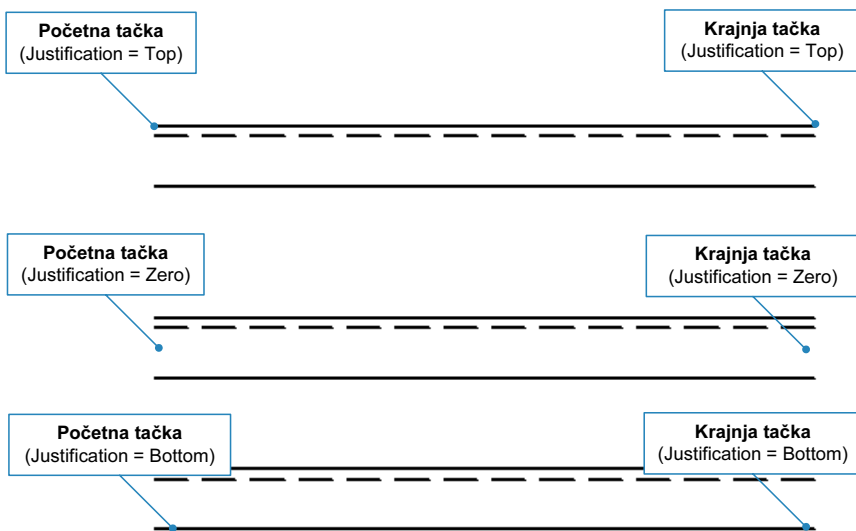 Početna tačka
(Justification = Top)
Krajnja tačka
(Justification = Top)
Početna tačka
(Justification = Zero)
Krajnja tačka
(Justification = Zero)
Početna tačka
(Justification = Bottom)
Krajnja tačka
(Justification = Bottom)